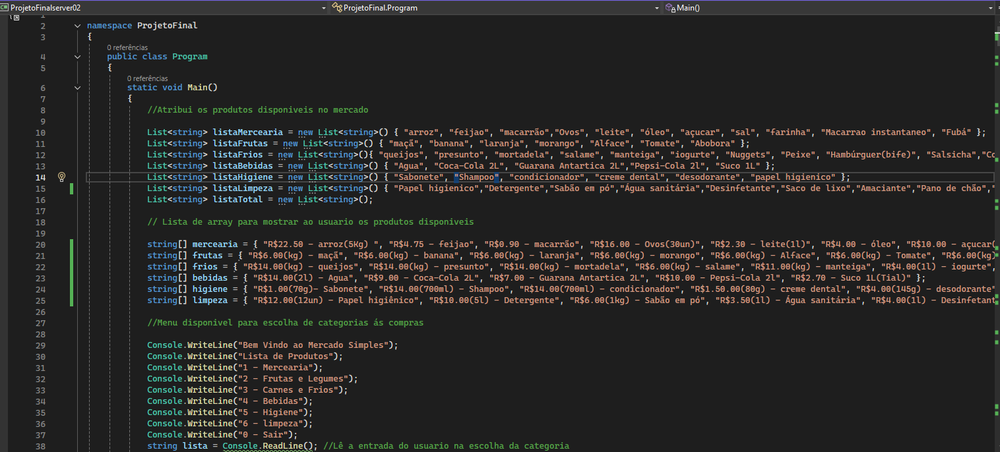 C# ProjetoFinalserver02 ProjetoFinal.Program Main()
1
2 namespace ProjetoFinal
3 {
0 referências
4 public class Program
5 {
0 referências
6 static void Main()
7 {
8 //Atribui os produtos disponiveis no mercado
9
10 List<string> listaMercearia = new List<string>() { "arroz", "feijao", "macarrão","Ovos", "leite", "óleo", "açucar", "sal", "farinha", "Macarrao instantaneo", "Fubá" };
11 List<string> listaFrutas = new List<string>() { "maçã", "banana", "laranja", "morango", "Alface", "Tomate", "Abobora" };
12 List<string> listaFrios = new List<string>(){ "queijos", "presunto", "mortadela", "salame", "manteiga", "iogurte", "Nuggets", "Peixe", "Hambúrguer(bife)", "Salsicha","Co
13 List<string> listaBebidas = new List<string>() { "Agua", "Coca-Cola 2L", "Guarana Antartica 2L","Pepsi-Cola 2l", "Suco 1L" };
14 List<string> listaHigiene = new List<string>() { "Sabonete", "Shampoo", "condicionador", "creme dental", "desodorante", "papel higienico" };
15 List<string> listaLimpeza = new List<string>() { "Papel higienico","Detergente","Sabão em pó","Água sanitária","Desinfetante","Saco de lixo","Amaciante","Pano de chão","
16 List<string> listaTotal = new List<string>();
17
18 // Lista de array para mostrar ao usuario os produtos disponiveis
19
20 string[] mercearia = { "R$22.50 - arroz(5Kg) ", "R$4.75 - feijao", "R$0.90 - macarrão", "R$16.00 - Ovos(30un)", "R$2.30 - leite(1l)", "R$4.00 - óleo", "R$10.00 - açucar(
21 string[] frutas = { "R$6.00(kg) - maçã", "R$6.00(kg) - banana", "R$6.00(kg) - laranja", "R$6.00(kg) - morango", "R$6.00(kg) - Alface", "R$6.00(kg) - Tomate", "R$6.00(kg)
22 string[] frios = { "R$14.00(kg) - queijos", "R$14.00(kg) - presunto", "R$14.00(kg) - mortadela", "R$6.00(kg) - salame", "R$11.00(kg) - manteiga", "R$4.00(1l) - iogurte",
23 string[] bebidas = { "R$14.00(2l) - Agua", "R$9.00 - Coca-Cola 2L", "R$7.00 - Guarana Antartica 2L", "R$10.00 - Pepsi-Cola 2l", "R$2.70 - Suco 1L(Tial)" };
24 string[] higiene = { "R$1.00(70g)- Sabonete", "R$14.00(700ml) - Shampoo", "R$14.00(700ml) - condicionador", "R$1.50.00(80g) - creme dental", "R$4.00(145g) - desodorante"
25 string[] limpeza = { "R$12.00(12un) - Papel higiênico", "R$10.00(5l) - Detergente", "R$6.00(1kg) - Sabão em pó", "R$3.50(1l) - Água sanitária", "R$4.00(1l) - Desinfetant
26
27 //Menu disponivel para escolha de categorias ás compras
28
29 Console.WriteLine("Bem Vindo ao Mercado Simples");
30 Console.WriteLine("Lista de Produtos");
31 Console.WriteLine("1 - Mercearia");
32 Console.WriteLine("2 - Frutas e Legumes");
33 Console.WriteLine("3 - Carnes e Frios");
34 Console.WriteLine("4 - Bebidas");
35 Console.WriteLine("5 - Higiene");
36 Console.WriteLine("6 - limpeza");
37 Console.WriteLine("0 - Sair");
38 string lista = Console.ReadLine(); //Lê a entrada do usuario na escolha da categoria